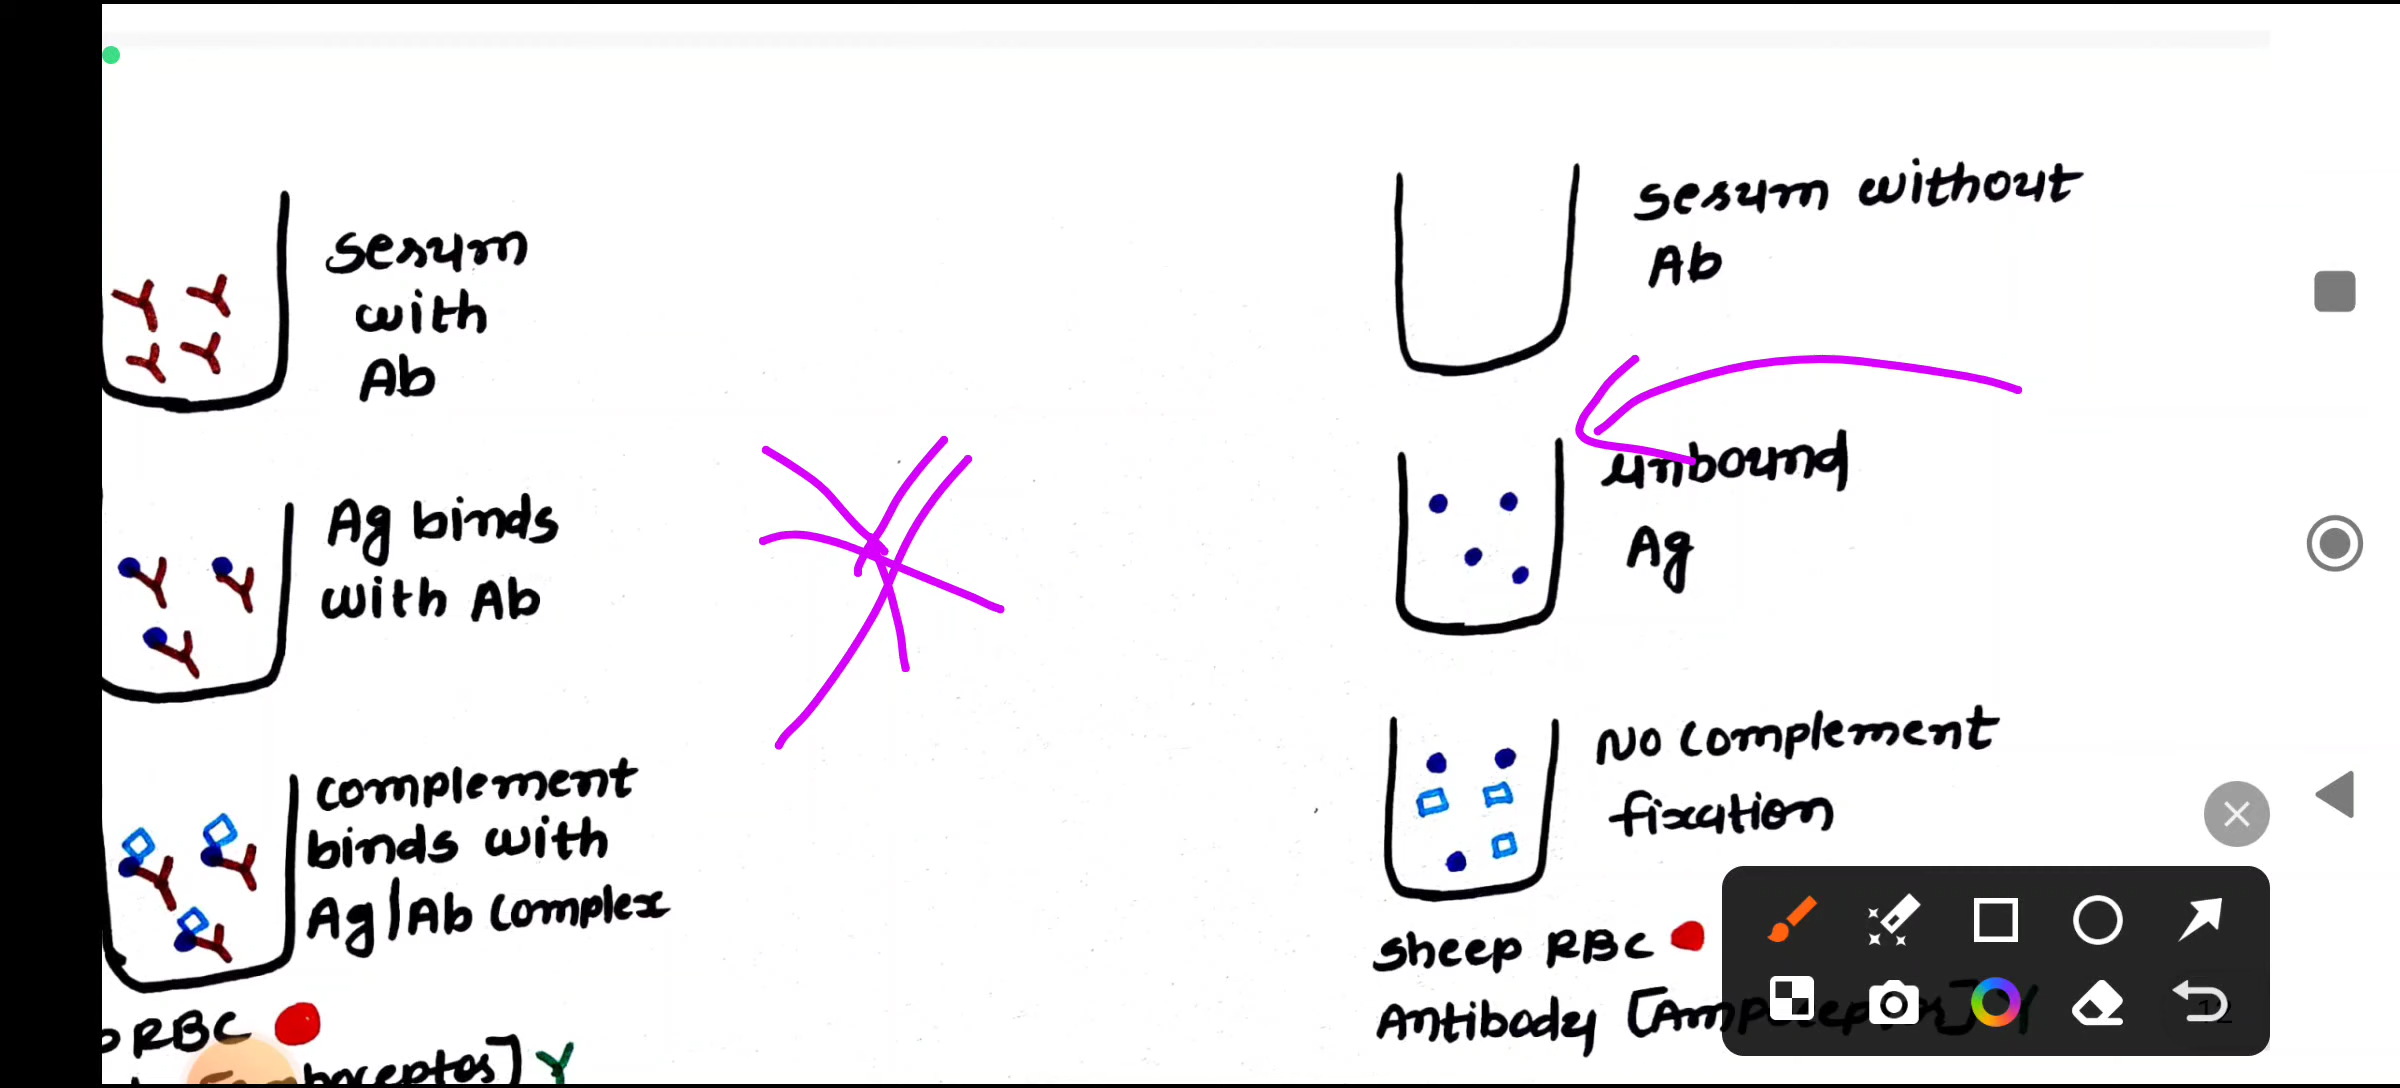 serum
with
Ab
Ag binds
with Ab
complement
binds with
Ag|Ab complex
RBC
serum without
Ab
unbound
Ag
No complement
fixation
sheep RBC
Antibody